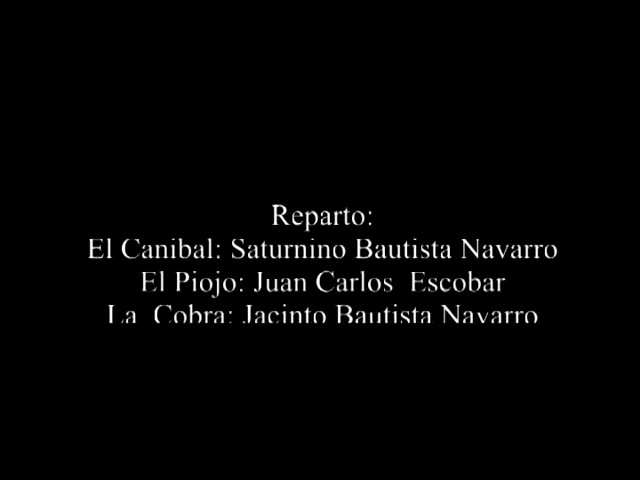 Reparto:
El Canibal: Saturnino Bautista Navarro
El Piojo: Juan Carlos  Escobar
La  Cobra: Jacinto Bautista Navarro